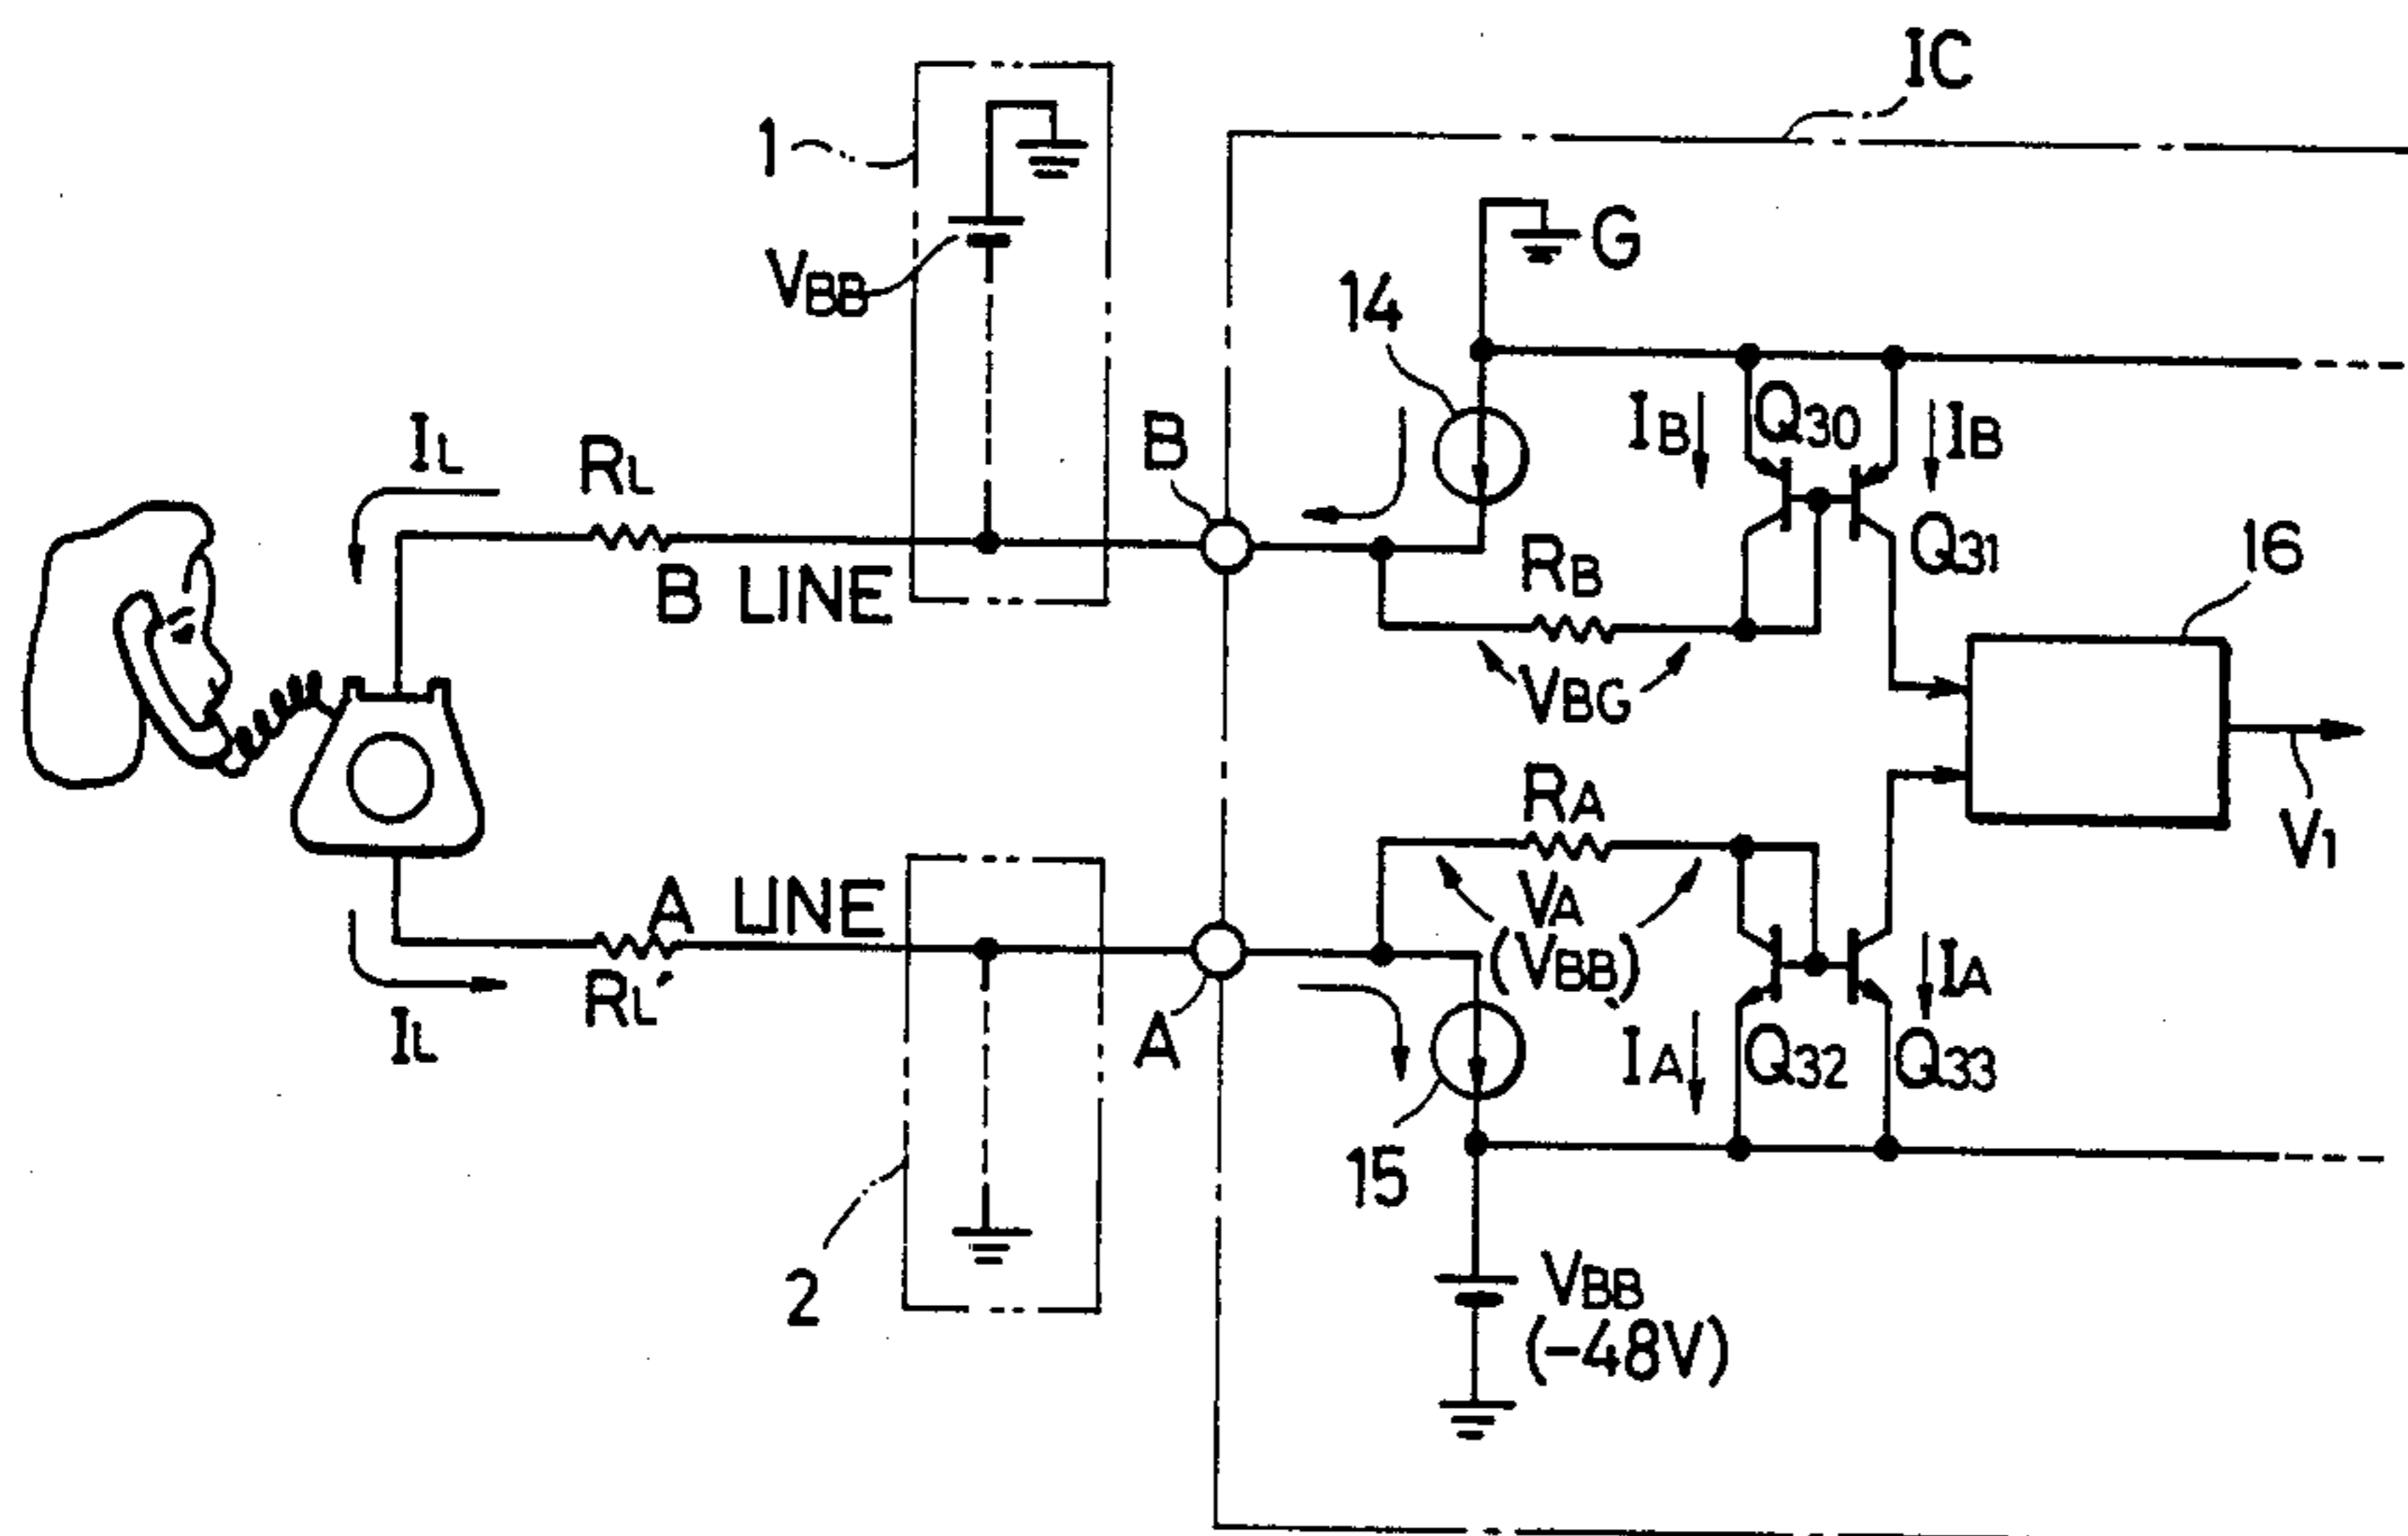 IC
1
VBB
G
14
B
IL
RL
B LINE
IB
Q30
IB
RB
Q31
16
VBG
RA
V1
A LINE
VA
(VBB)
IA
RL'
IL
A
IA
Q32
Q33
15
2
VBB
(-48V)